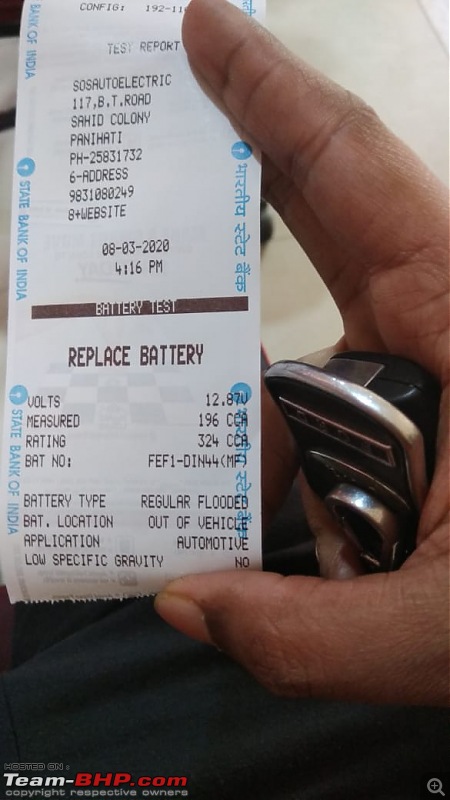 CONFIG: 192-11
TEST REPORT
SOSAUTOELECTRIC
117,B.T.ROAD
SAHID COLONY
PANIHATI
PH-25831732
6-ADDRESS
9831080249
8+WEBSITE
08-03-2020
4:16 PM
BATTERY TEST
REPLACE BATTERY
VOLTS 12.87V
MEASURED 196 CCA
RATING 324 CCA
BAT NO: FEF1-DIN44(MF)
BATTERY TYPE REGULAR FLOODED
BAT. LOCATION OUT OF VEHICLE
APPLICATION AUTOMOTIVE
LOW SPECIFIC GRAVITY NO
BANK OF INDIA
STATE BANK OF INDIA
STATE BANK OF INDIA
भारतीय स्टेट बैंक
भारतीय स्टेट बैंक
HOSTED ON :
Team-BHP.com
copyright respective owners